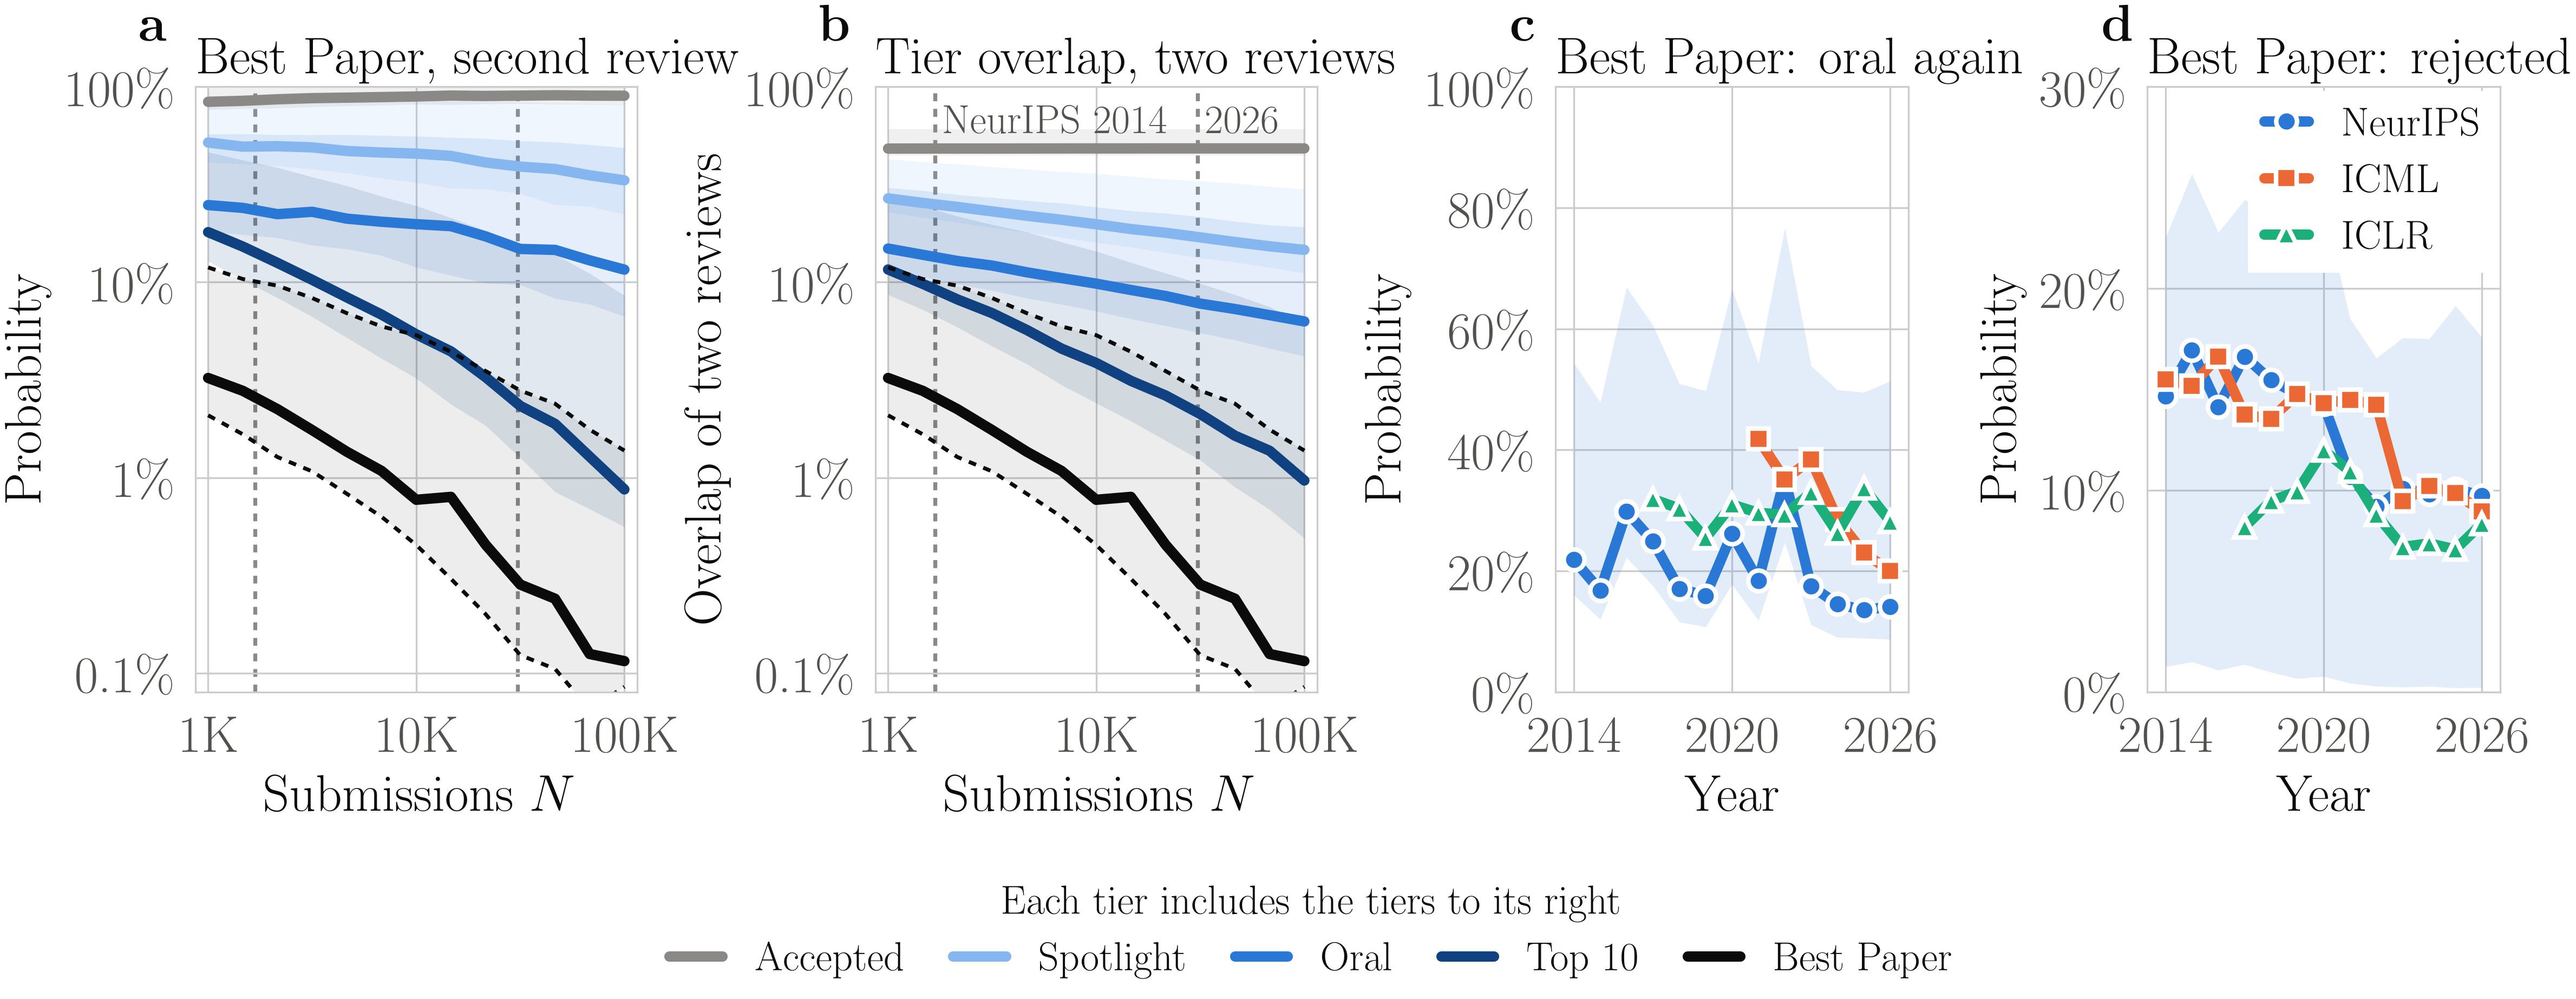 a
Best Paper, second review
100%
10%
1%
0.1%
Probability
1K
10K
100K
Submissions N
b
Tier overlap, two reviews
NeurIPS 2014
2026
100%
10%
1%
0.1%
Overlap of two reviews
1K
10K
100K
Submissions N
c
Best Paper: oral again
100%
80%
60%
40%
20%
0%
Probability
2014
2020
2026
Year
d
Best Paper: rejected
30%
20%
10%
0%
Probability
NeurIPS
ICML
ICLR
2014
2020
2026
Year
Each tier includes the tiers to its right
Accepted
Spotlight
Oral
Top 10
Best Paper